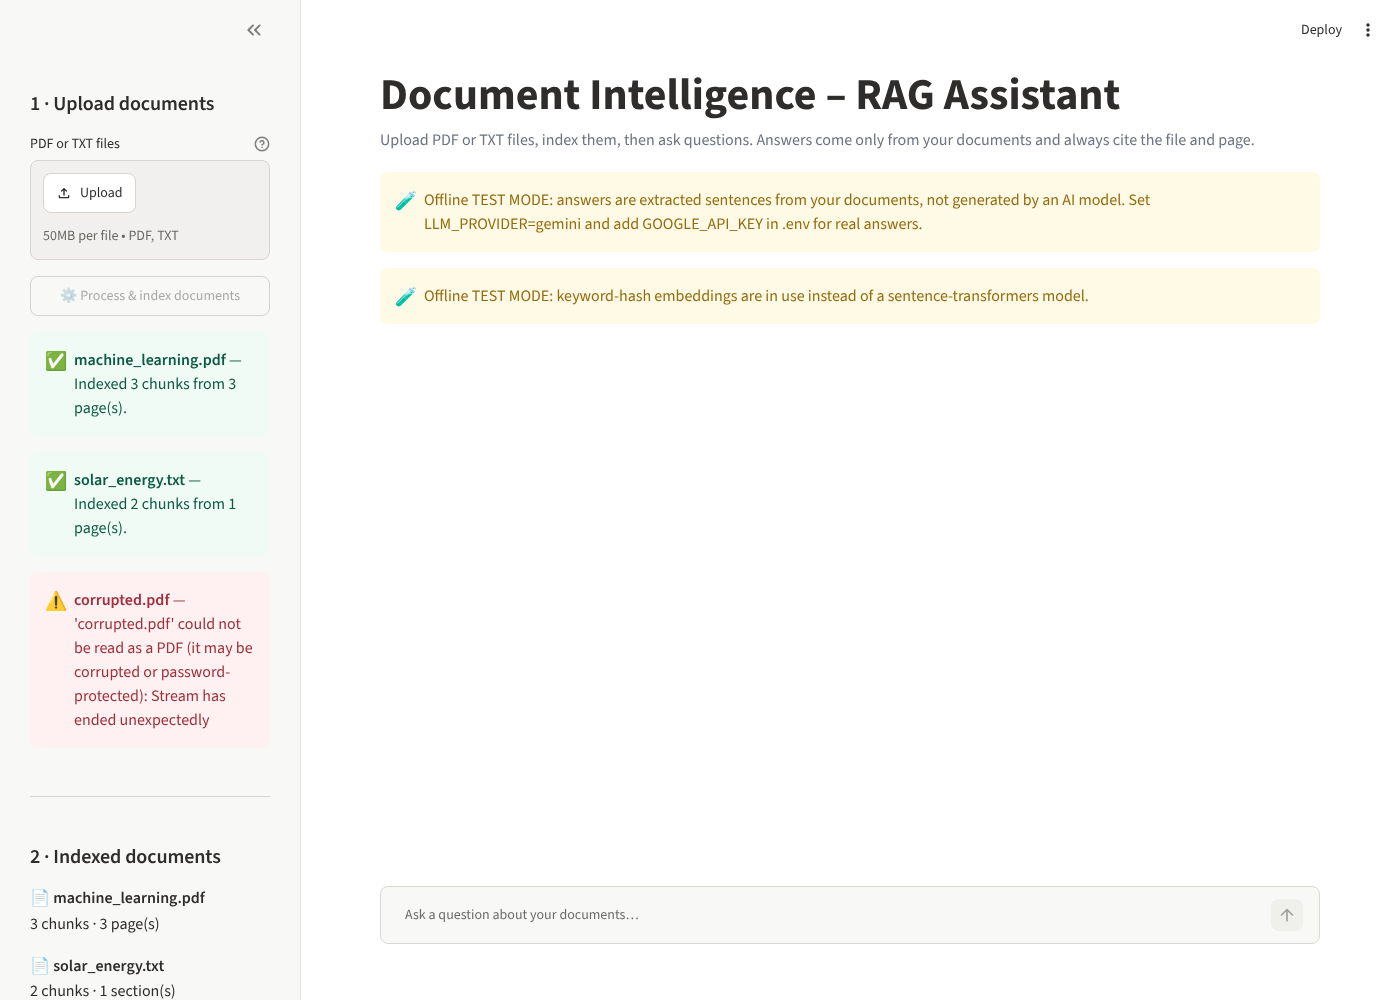 1 · Upload documents
PDF or TXT files
Upload
50MB per file • PDF, TXT
⚙️ Process & index documents
✅ machine_learning.pdf —
Indexed 3 chunks from 3
page(s).
✅ solar_energy.txt —
Indexed 2 chunks from 1
page(s).
⚠️ corrupted.pdf —
'corrupted.pdf' could not
be read as a PDF (it may be
corrupted or password-
protected): Stream has
ended unexpectedly
2 · Indexed documents
📄 machine_learning.pdf
3 chunks · 3 page(s)
📄 solar_energy.txt
2 chunks · 1 section(s)
Deploy
Document Intelligence – RAG Assistant
Upload PDF or TXT files, index them, then ask questions. Answers come only from your documents and always cite the file and page.
🧪 Offline TEST MODE: answers are extracted sentences from your documents, not generated by an AI model. Set
LLM_PROVIDER=gemini and add GOOGLE_API_KEY in .env for real answers.
🧪 Offline TEST MODE: keyword-hash embeddings are in use instead of a sentence-transformers model.
Ask a question about your documents…